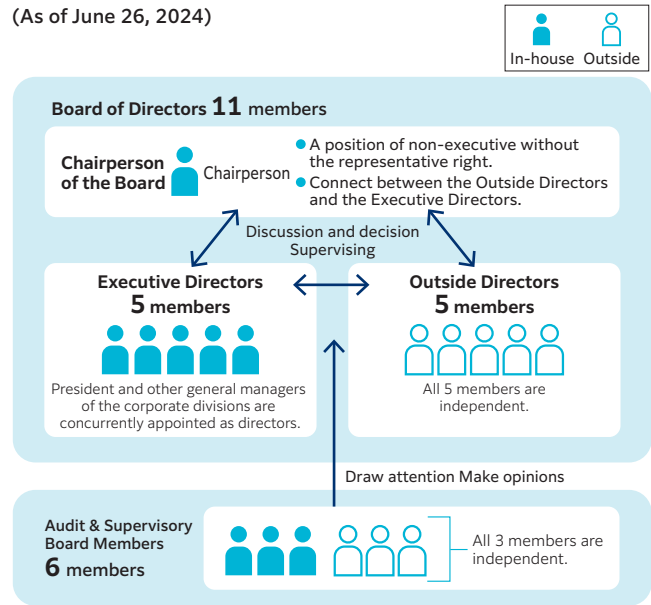 (As of June 26, 2024)
In-house Outside
Board of Directors 11 members
Chairperson
of the Board
Chairperson
● A position of non-executive without
the representative right.
● Connect between the Outside Directors
and the Executive Directors.
Discussion and decision
Supervising
Executive Directors
5 members
President and other general managers
of the corporate divisions are
concurrently appointed as directors.
Outside Directors
5 members
All 5 members are
independent.
Draw attention Make opinions
Audit & Supervisory
Board Members
6 members
All 3 members are
independent.